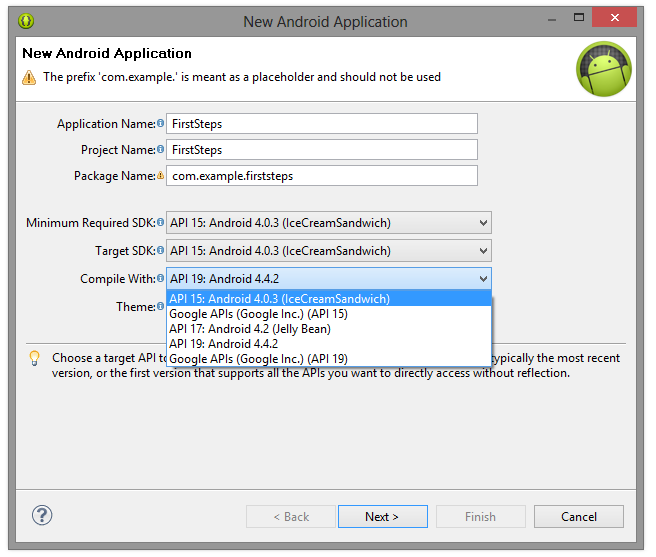 New Android Application
New Android Application
The prefix 'com.example.' is meant as a placeholder and should not be used
Application Name: FirstSteps
Project Name: FirstSteps
Package Name: com.example.firststeps
Minimum Required SDK: API 15: Android 4.0.3 (IceCreamSandwich)
Target SDK: API 15: Android 4.0.3 (IceCreamSandwich)
Compile With: API 19: Android 4.4.2
Theme:
API 15: Android 4.0.3 (IceCreamSandwich)
Google APIs (Google Inc.) (API 15)
API 17: Android 4.2 (Jelly Bean)
API 19: Android 4.4.2
Google APIs (Google Inc.) (API 19)
Choose a target API to typically the most recent
version, or the first version that supports all the APIs you want to directly access without reflection.
? < Back Next > Finish Cancel